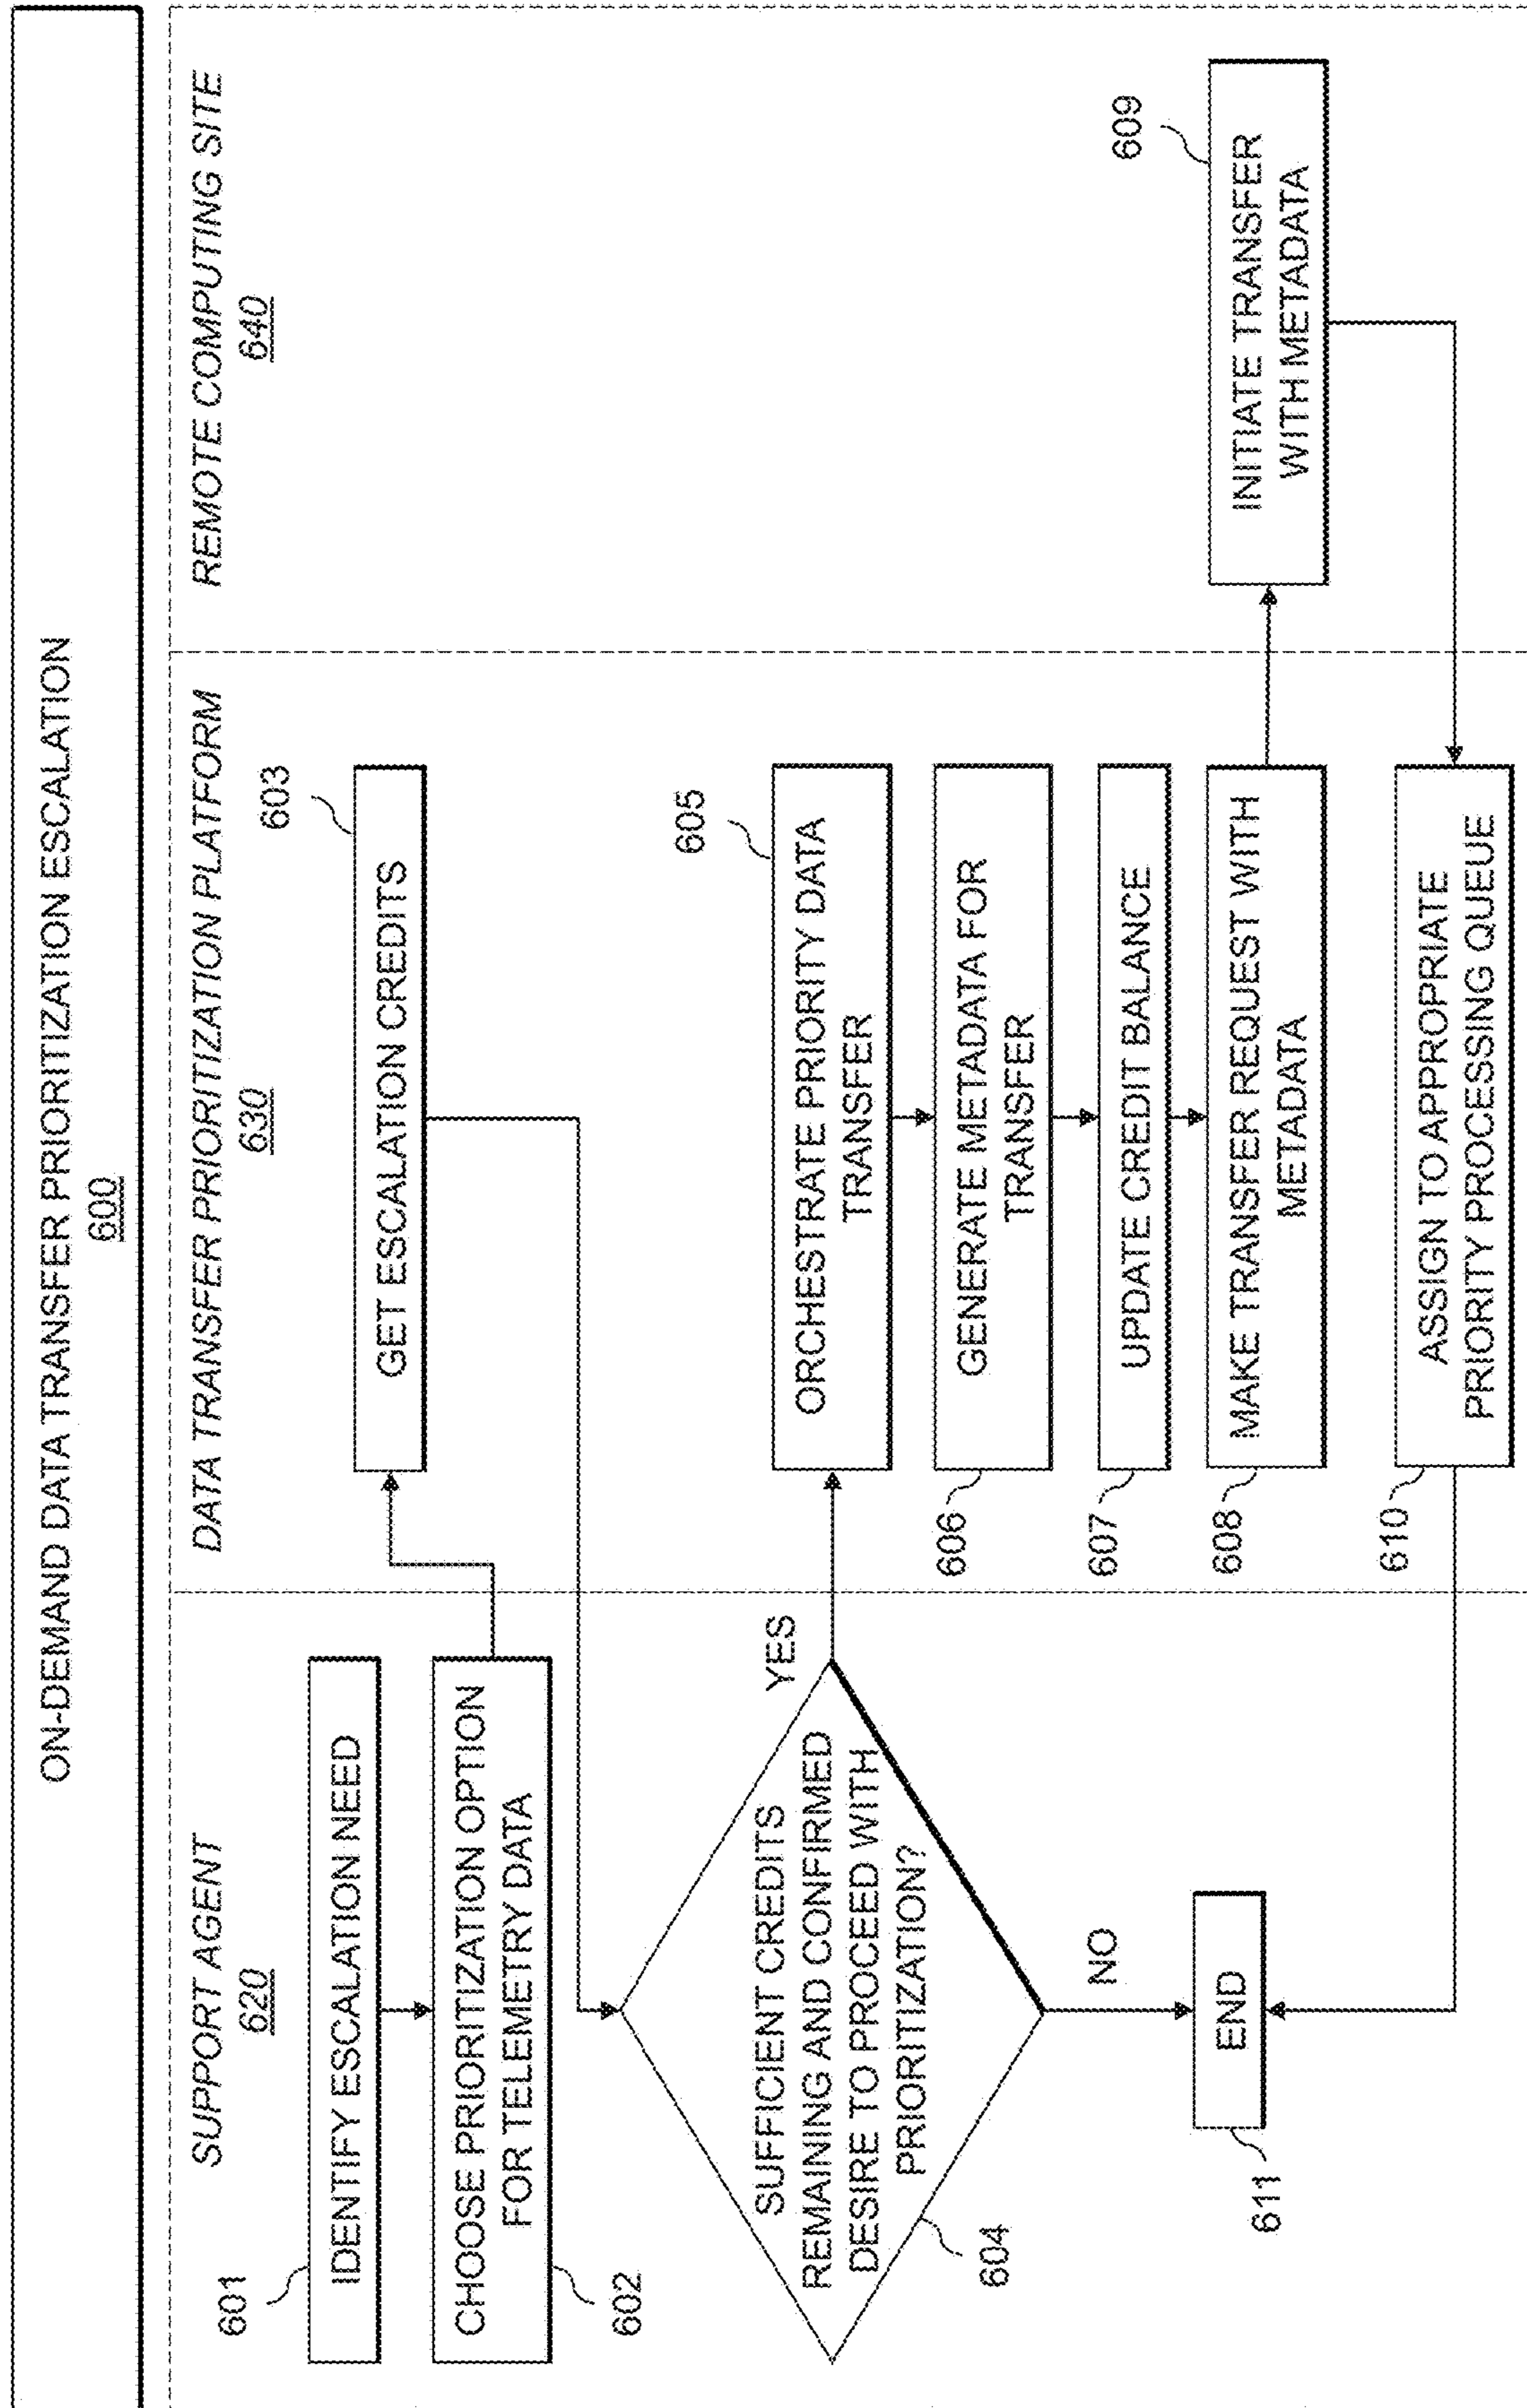 ON-DEMAND DATA TRANSFER PRIORITIZATION ESCALATION
600
SUPPORT AGENT
620
601
IDENTIFY ESCALATION NEED
CHOOSE PRIORITIZATION OPTION
FOR TELEMETRY DATA
602
SUFFICIENT CREDITS
REMAINING AND CONFIRMED
DESIRE TO PROCEED WITH
PRIORITIZATION?
604
YES
NO
END
611
DATA TRANSFER PRIORITIZATION PLATFORM
630
603
GET ESCALATION CREDITS
605
ORCHESTRATE PRIORITY DATA
TRANSFER
606
GENERATE METADATA FOR
TRANSFER
607
UPDATE CREDIT BALANCE
608
MAKE TRANSFER REQUEST WITH
METADATA
610
ASSIGN TO APPROPRIATE
PRIORITY PROCESSING QUEUE
REMOTE COMPUTING SITE
640
609
INITIATE TRANSFER
WITH METADATA